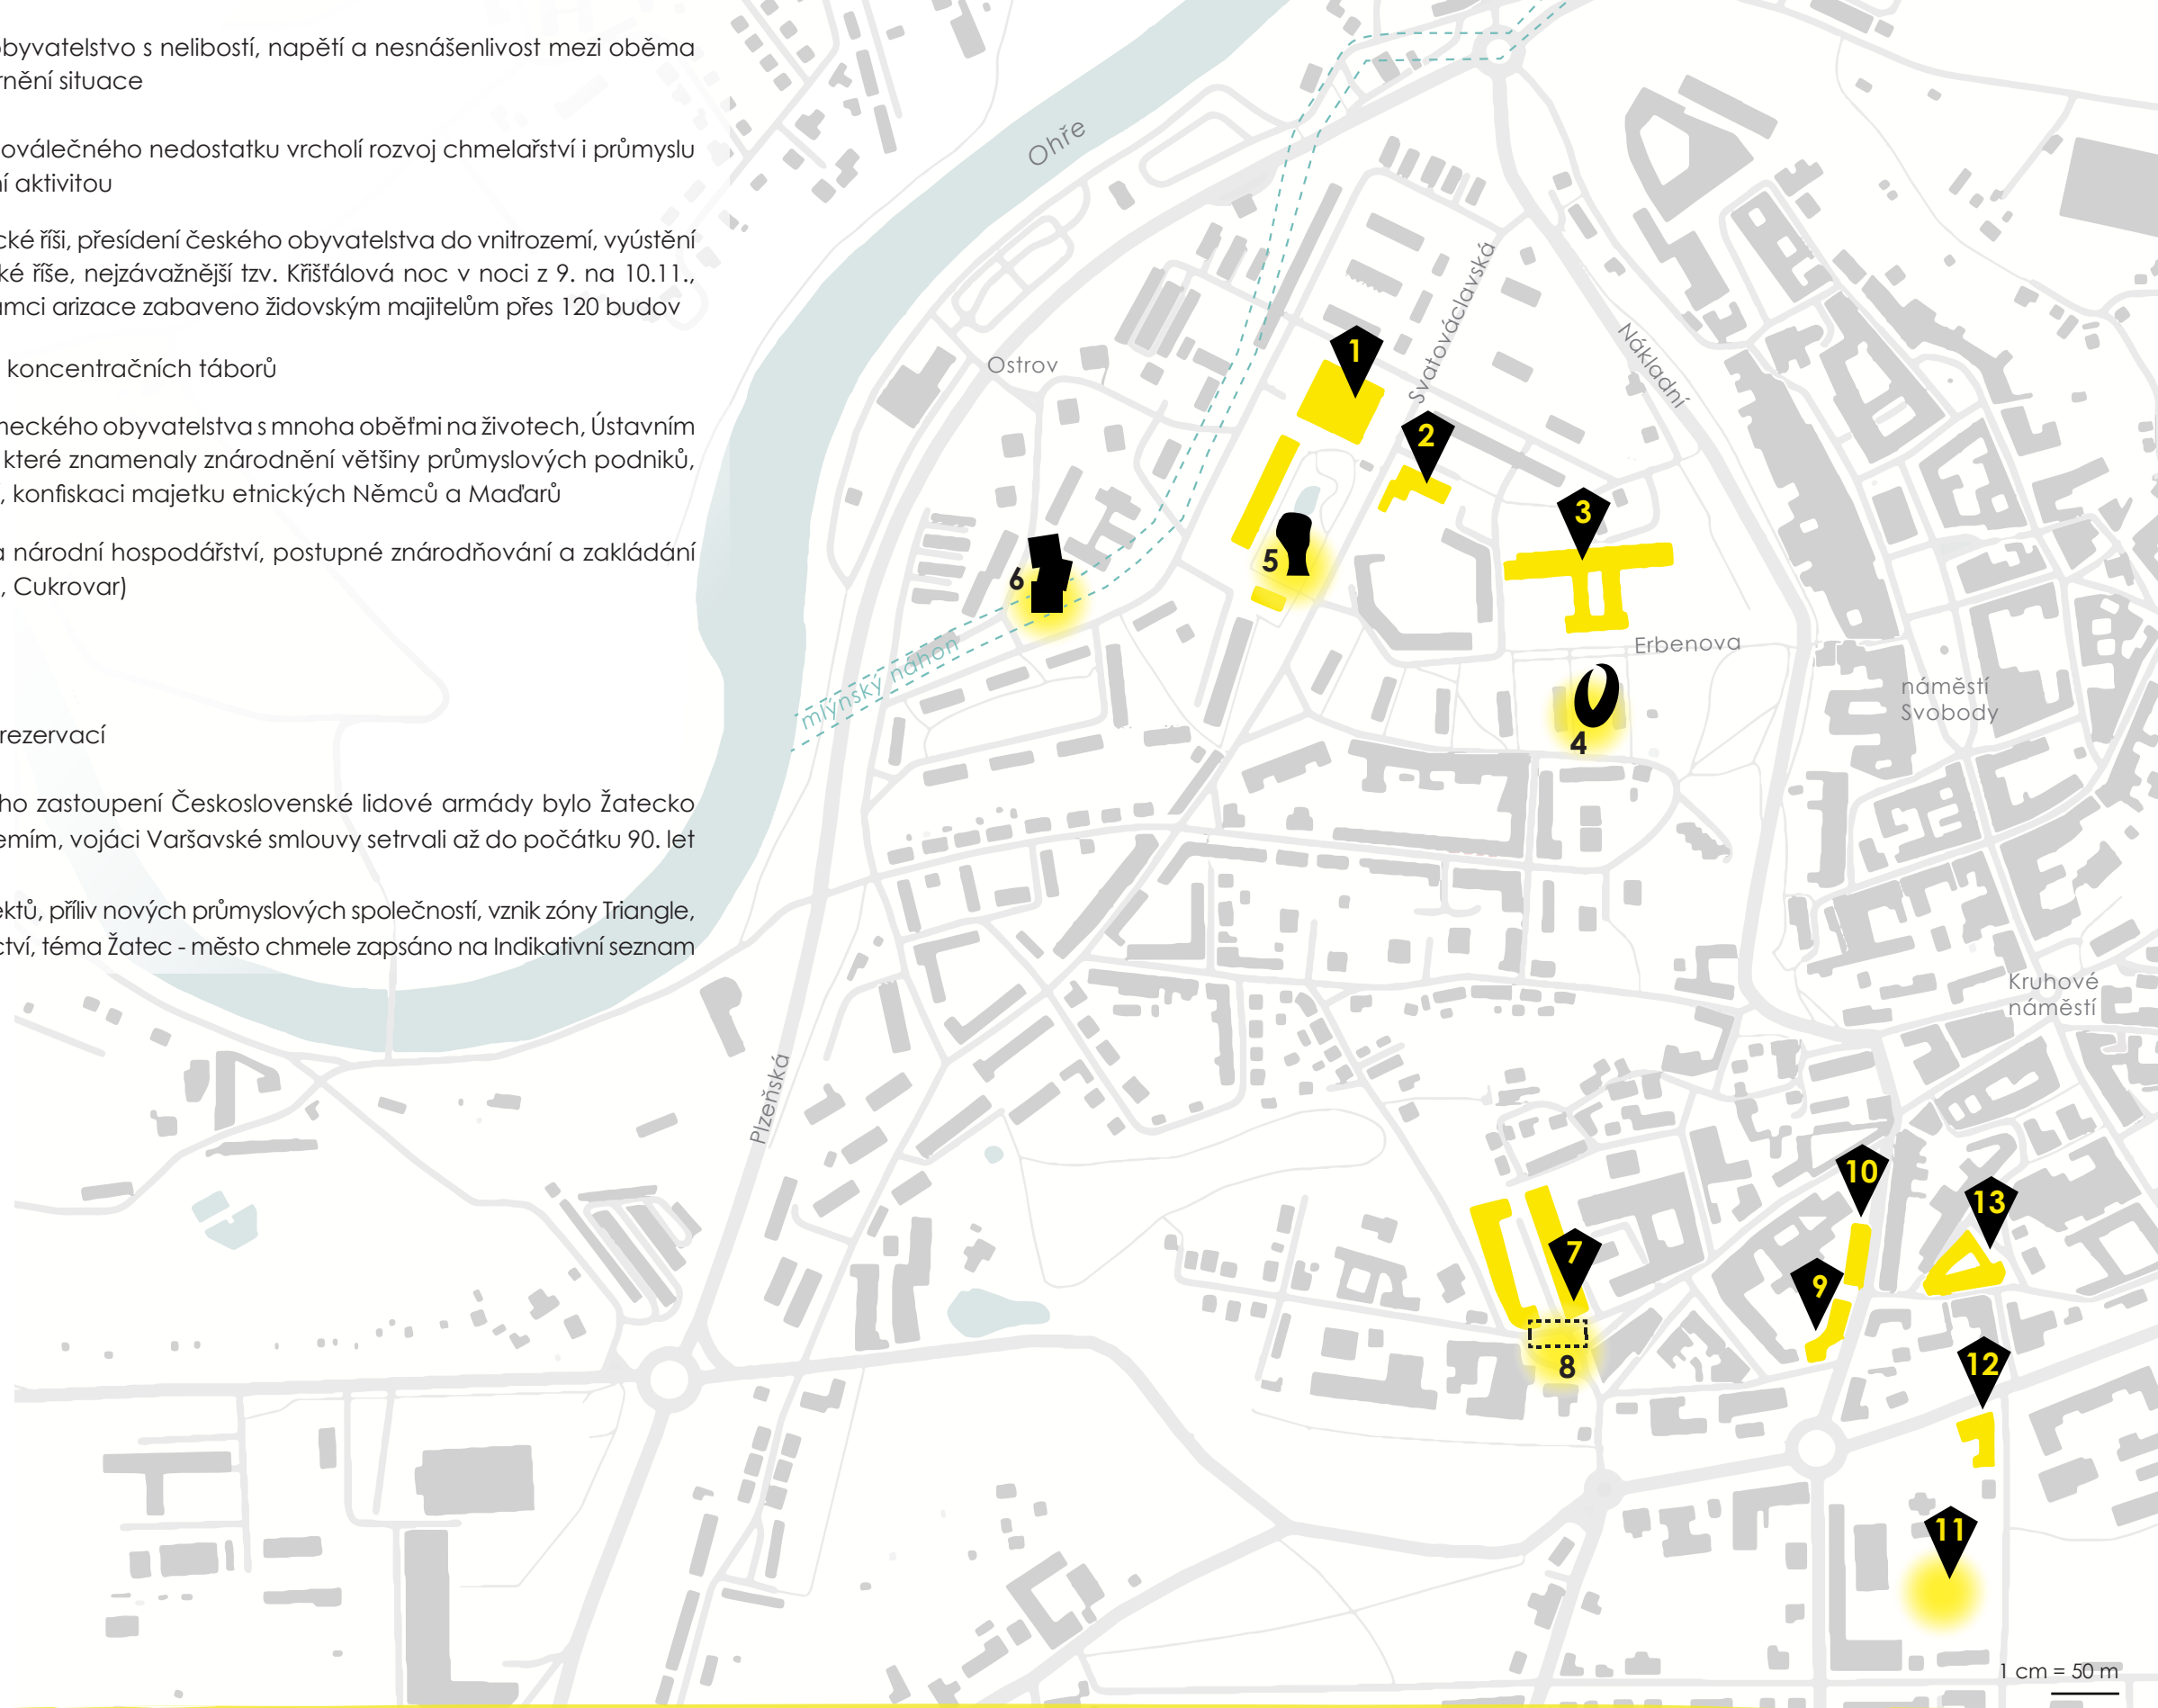 obyvatelstvo s nelibostí, napětí a nesnášenlivost mezi oběma
rnění situace
oválečného nedostatku vrcholí rozvoj chmelařství i průmyslu
ní aktivitou
cké říši, přesídení českého obyvatelstva do vnitrozemí, vyústění
ké říše, nejzávažnější tzv. Křišťálová noc v noci z 9. na 10.11.,
ámci arizace zabaveno židovským majitelům přes 120 budov
koncentračních táborů
meckého obyvatelstva s mnoha oběťmi na životech, Ústavním
které znamenaly znárodnění většiny průmyslových podniků,
, konfiskaci majetku etnických Němců a Maďarů
a národní hospodářství, postupné znárodňování a zakládání
, Cukrovar)
rezervací
ho zastoupení Československé lidové armády bylo Žatecko
emím, vojáci Varšavské smlouvy setrvali až do počátku 90. let
ektů, příliv nových průmyslových společností, vznik zóny Triangle,
ctví, téma Žatec - město chmele zapsáno na Indikativní seznam
Ohře
Ostrov
Svatováclavská
Nákladní
1
2
3
5
6
Erbenova
mlýnský náhon
náměstí
Svobody
4
Kruhové
náměstí
Plzeňská
10
13
7
9
8
12
11
1 cm = 50 m